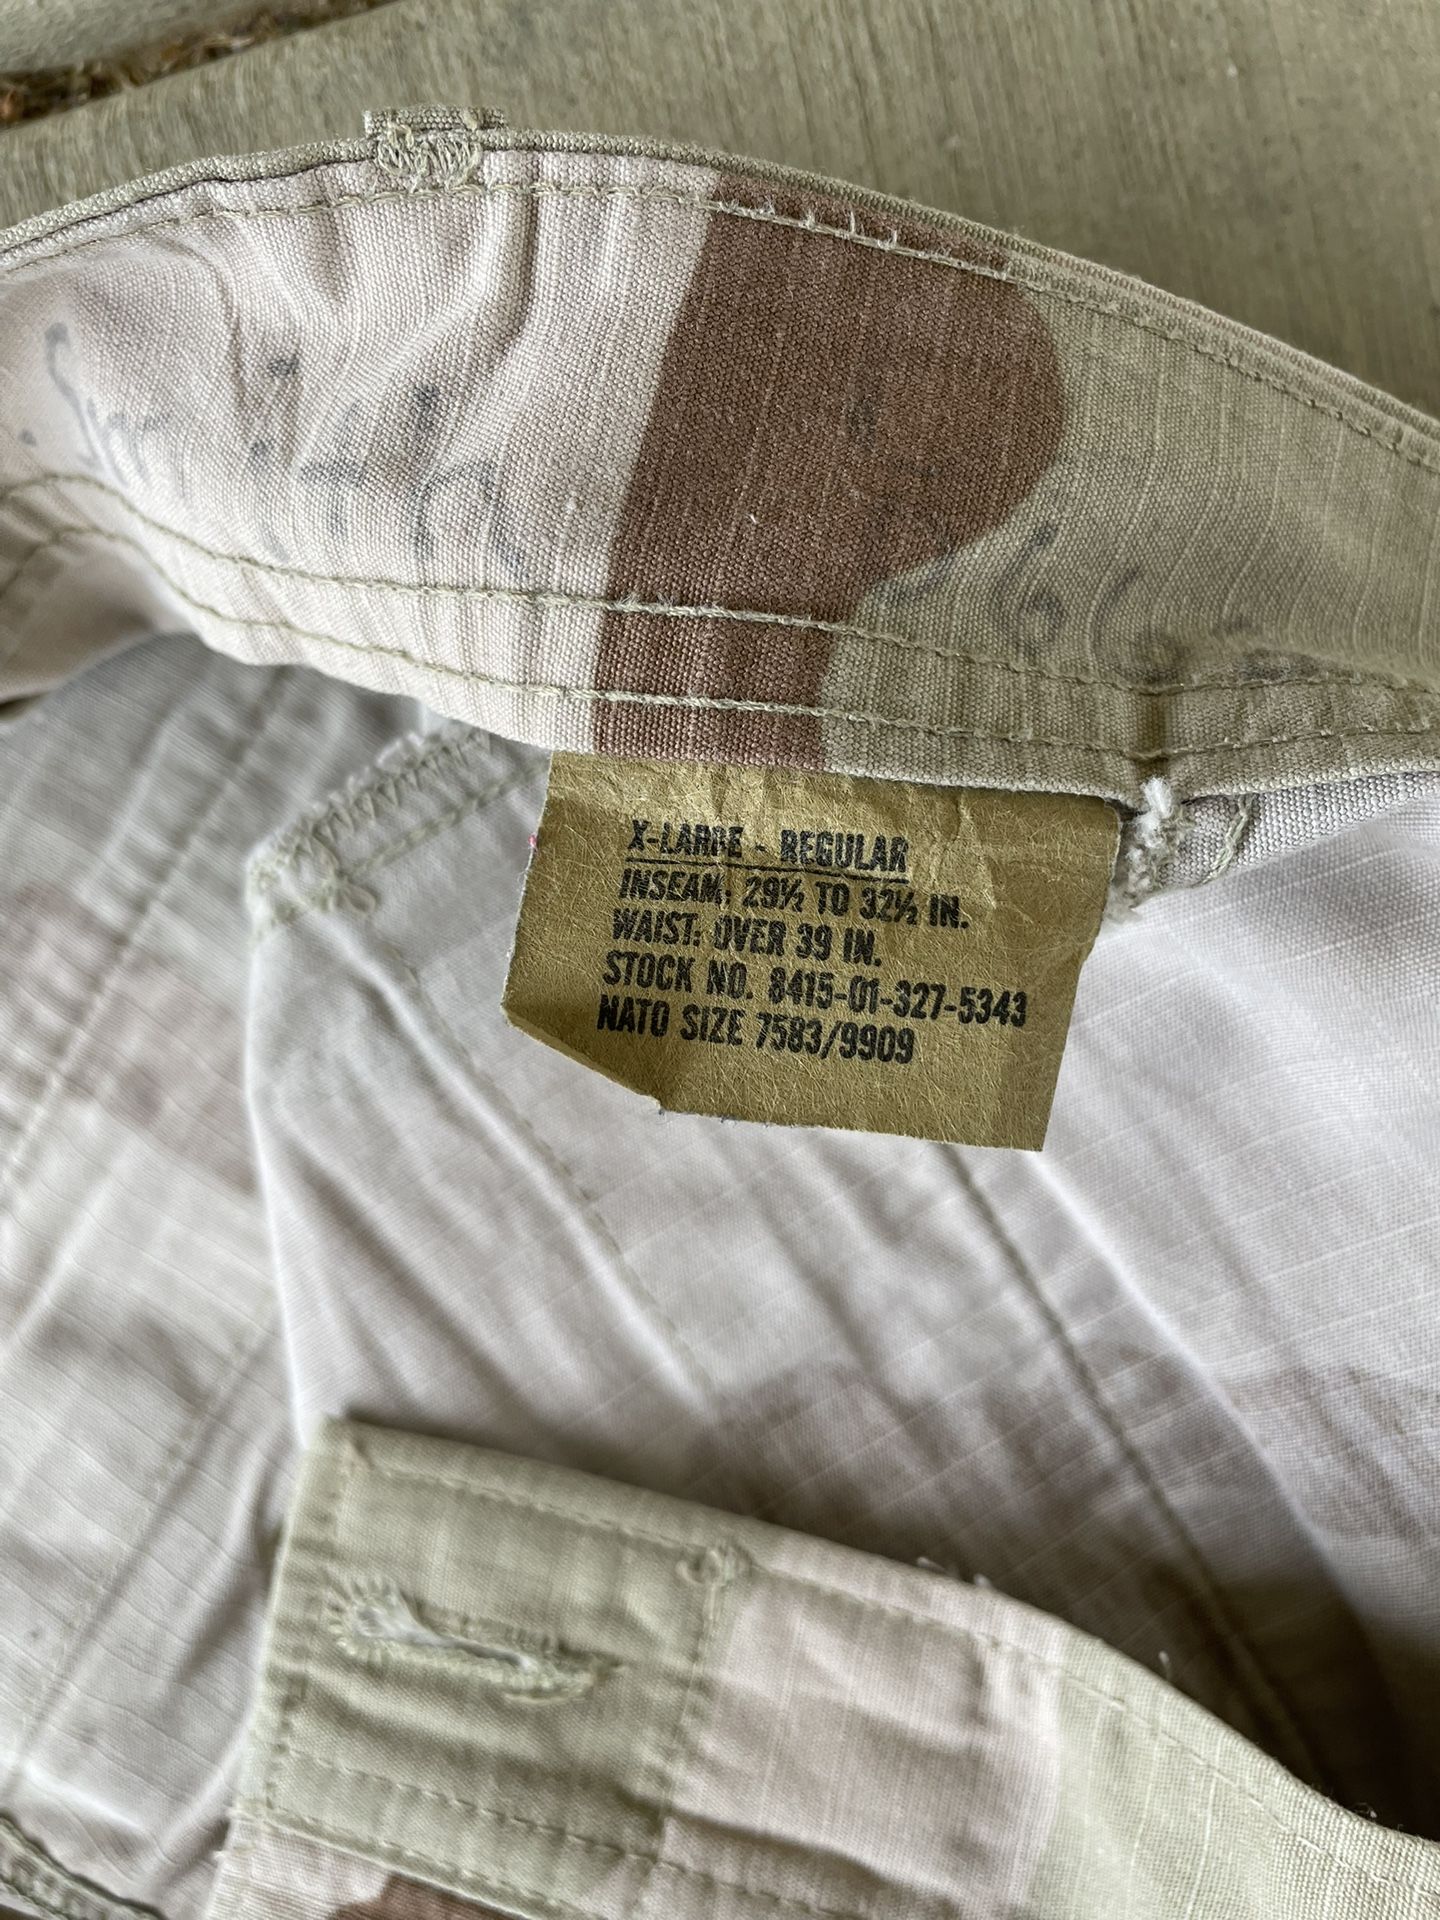 Smith
X-LARGE - REGULAR
INSEAM: 29½ TO 32½ IN.
WAIST: OVER 39 IN.
STOCK NO. 8415-01-327-5343
NATO SIZE 7583/9909